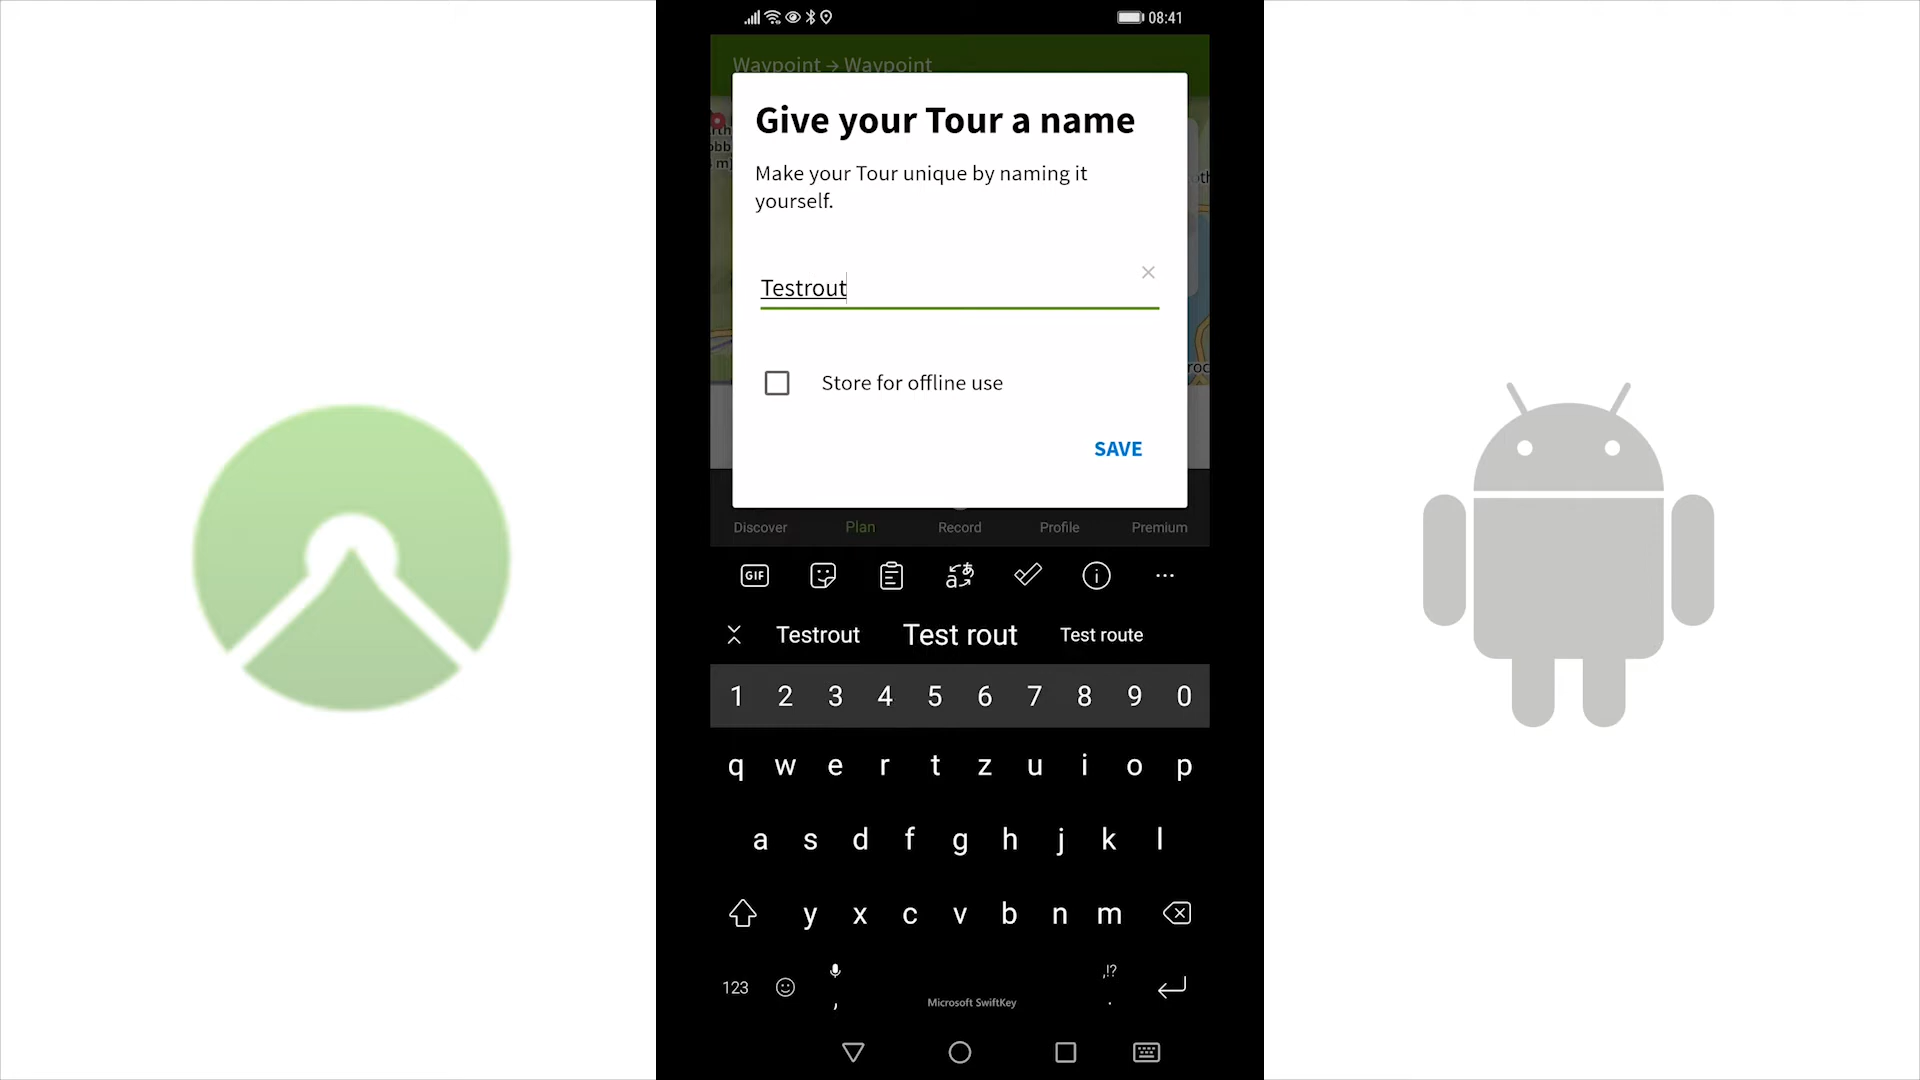 08:41
Waypoint → Waypoint
Give your Tour a name
Make your Tour unique by naming it
yourself.
Testrout
Store for offline use
SAVE
Discover Plan Record Profile Premium
GIF
Testrout Test rout Test route
1 2 3 4 5 6 7 8 9 0
q w e r t z u i o p
a s d f g h j k l
y x c v b n m
,!?
123 , Microsoft SwiftKey .